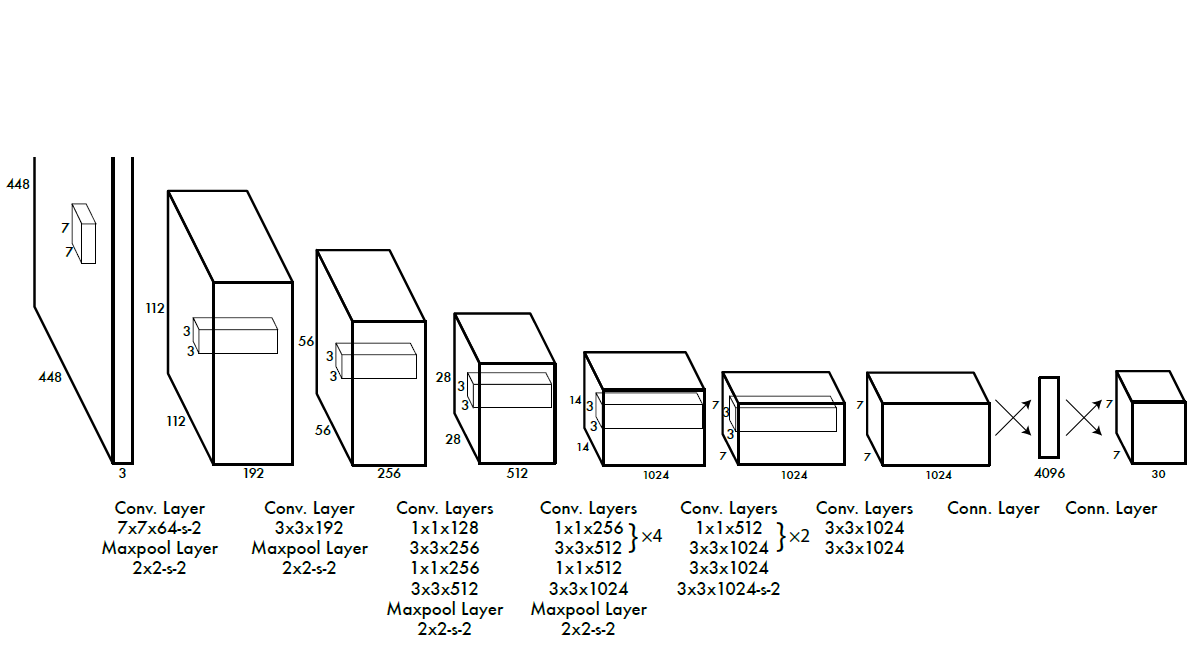 448
7
7
448
3
112
3
3
112
192
56
3
3
56
256
28
3
3
28
512
14
3
3
14
1024
7
3
3
7
1024
7
7
1024
4096
7
7
30
Conv. Layer
7x7x64-s-2
Maxpool Layer
2x2-s-2
Conv. Layer
3x3x192
Maxpool Layer
2x2-s-2
Conv. Layers
1x1x128
3x3x256
1x1x256
3x3x512
Maxpool Layer
2x2-s-2
Conv. Layers
1x1x256
3x3x512
}×4
1x1x512
3x3x1024
Maxpool Layer
2x2-s-2
Conv. Layers
1x1x512
3x3x1024
}×2
3x3x1024
3x3x1024-s-2
Conv. Layers
3x3x1024
3x3x1024
Conn. Layer
Conn. Layer